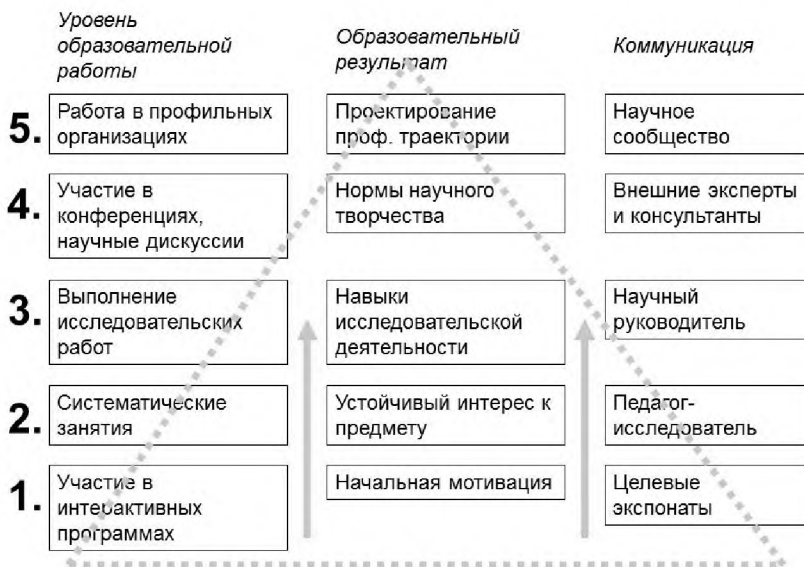 Уровень
образовательной
работы
Образовательный
результат
Коммуникация
5.
Работа в профильных
организациях
Проектирование
проф. траектории
Научное
сообщество
4.
Участие в
конференциях,
научные дискуссии
Нормы научного
творчества
Внешние эксперты
и консультанты
3.
Выполнение
исследовательских
работ
Навыки
исследовательской
деятельности
Научный
руководитель
2.
Систематические
занятия
Устойчивый интерес к
предмету
Педагог-
исследователь
1.
Участие в
интерактивных
программах
Начальная мотивация
Целевые
экспонаты